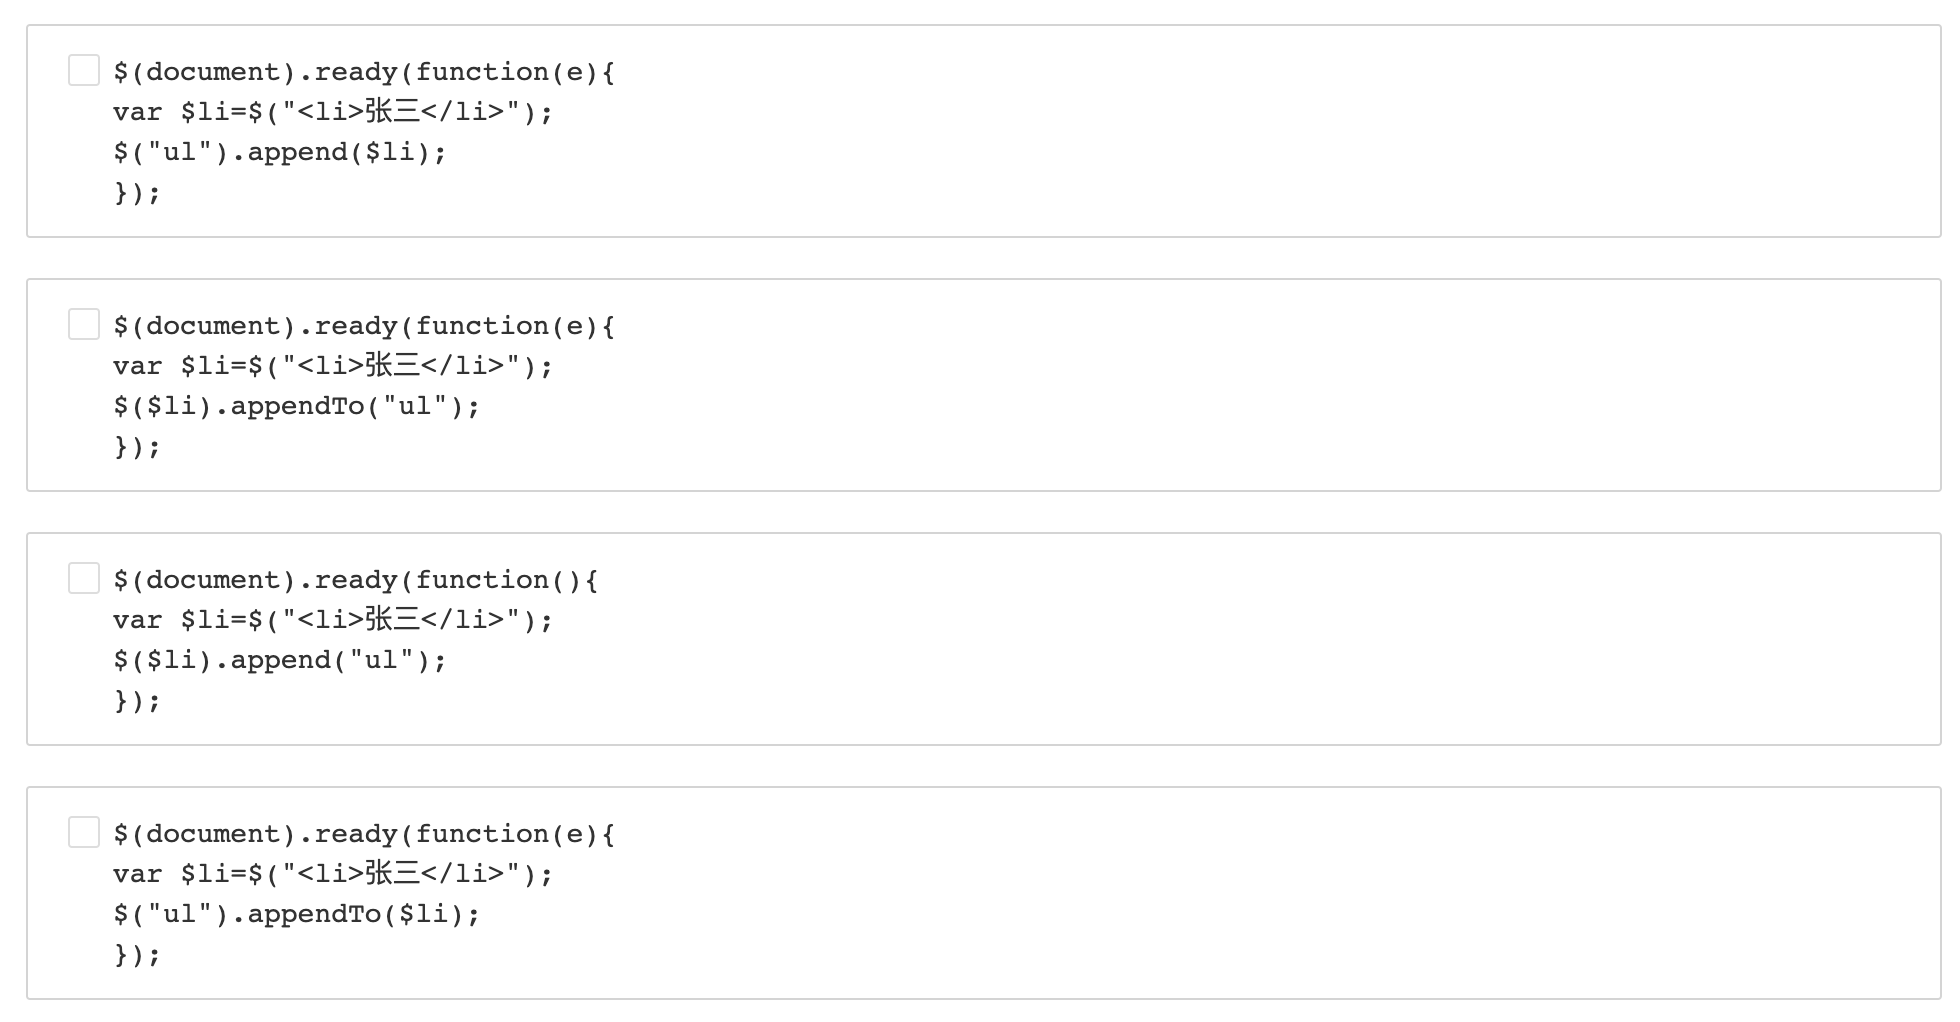 $(document).ready(function(e){
var $li=$("<li>张三</li>");
$("ul").append($li);
});
$(document).ready(function(e){
var $li=$("<li>张三</li>");
$($li).appendTo("ul");
});
$(document).ready(function(){
var $li=$("<li>张三</li>");
$($li).append("ul");
});
$(document).ready(function(e){
var $li=$("<li>张三</li>");
$("ul").appendTo($li);
});